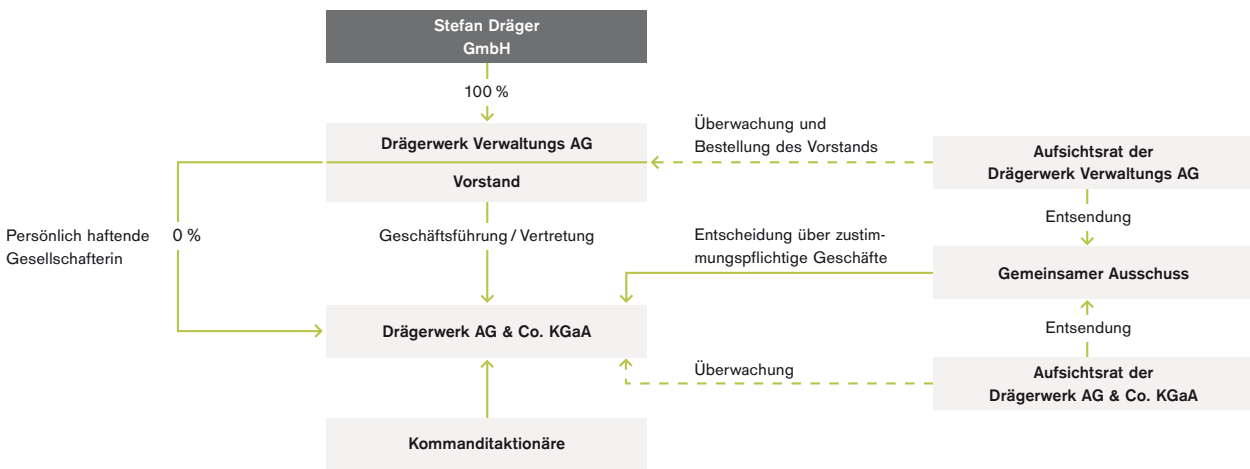 Stefan Dräger
GmbH
100 %
Drägerwerk Verwaltungs AG
Vorstand
Überwachung und
Bestellung des Vorstands
Aufsichtsrat der
Drägerwerk Verwaltungs AG
Persönlich haftende
Gesellschafterin
0 %
Geschäftsführung / Vertretung
Entscheidung über zustim-
mungspflichtige Geschäfte
Entsendung
Gemeinsamer Ausschuss
Drägerwerk AG & Co. KGaA
Entsendung
Überwachung
Aufsichtsrat der
Drägerwerk AG & Co. KGaA
Kommanditaktionäre